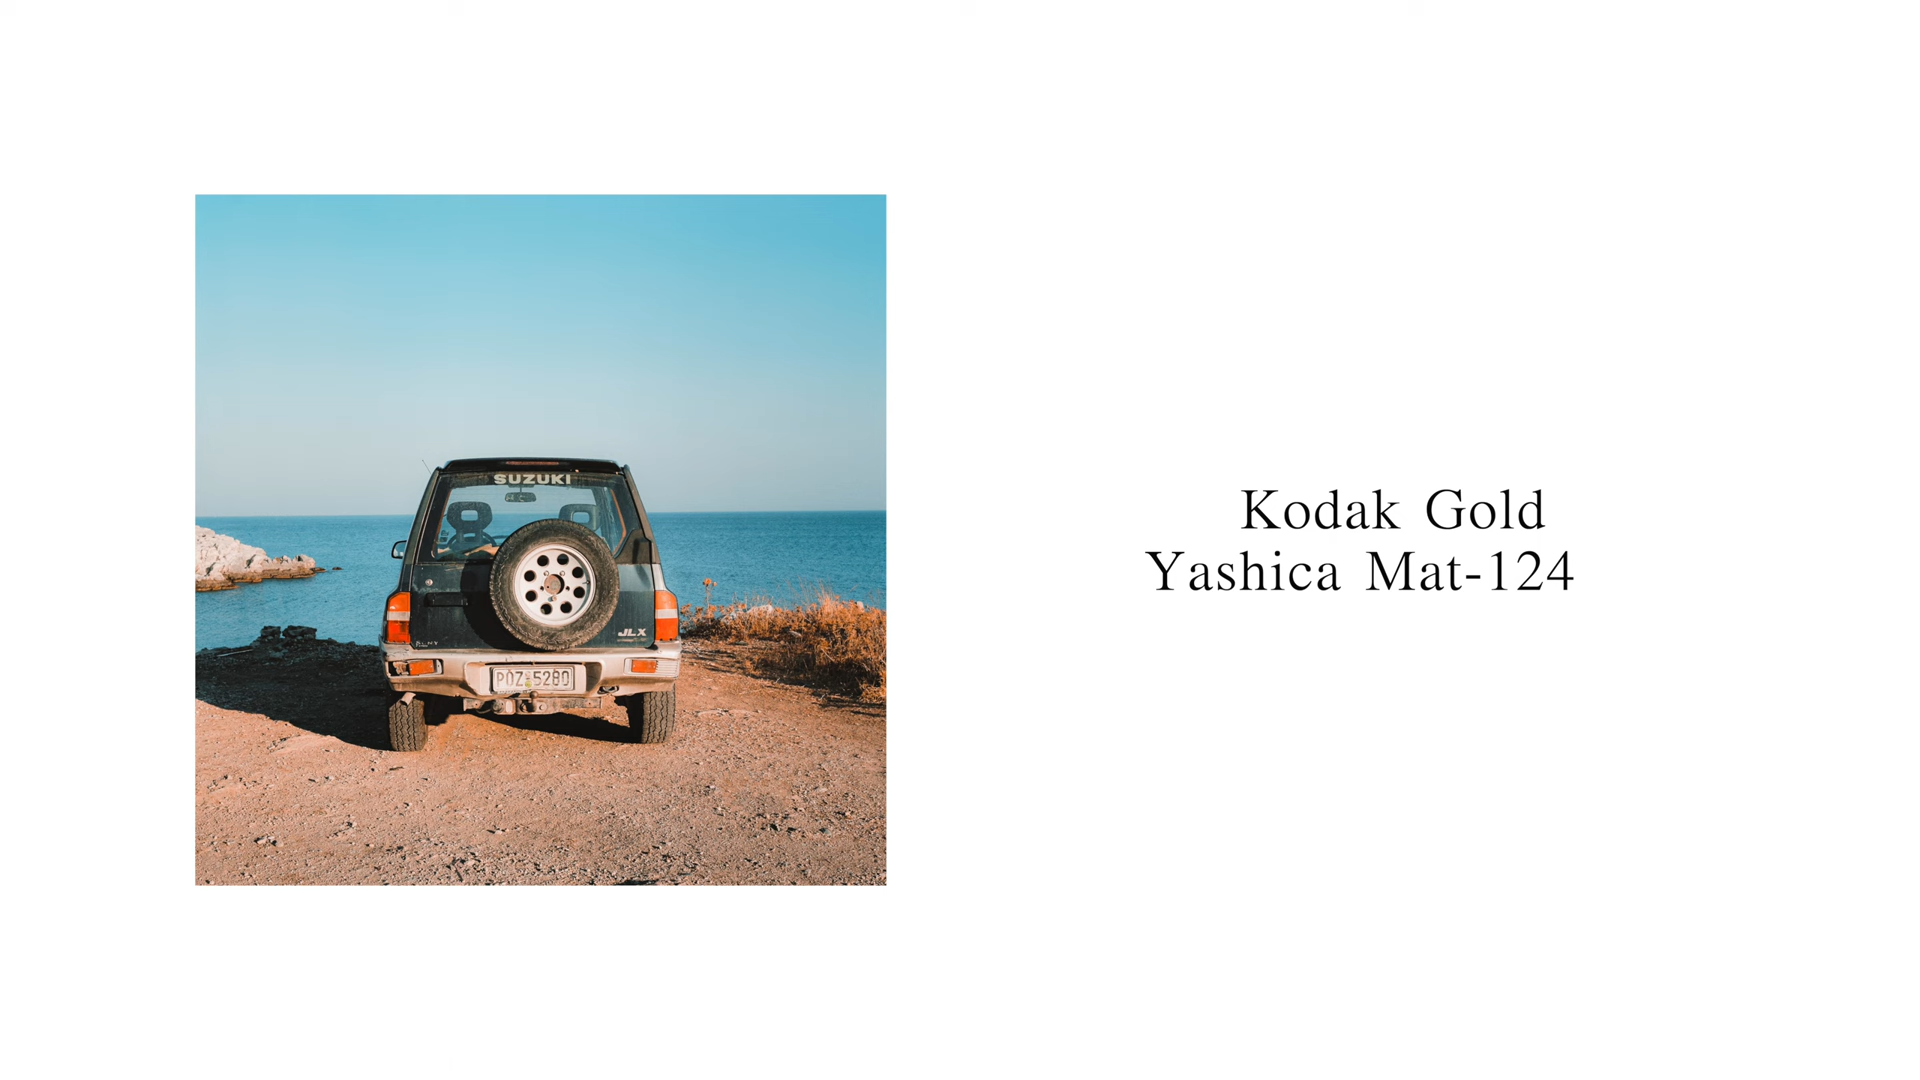 SUZUKI
JLX
POZ 5280
Kodak Gold
Yashica Mat-124